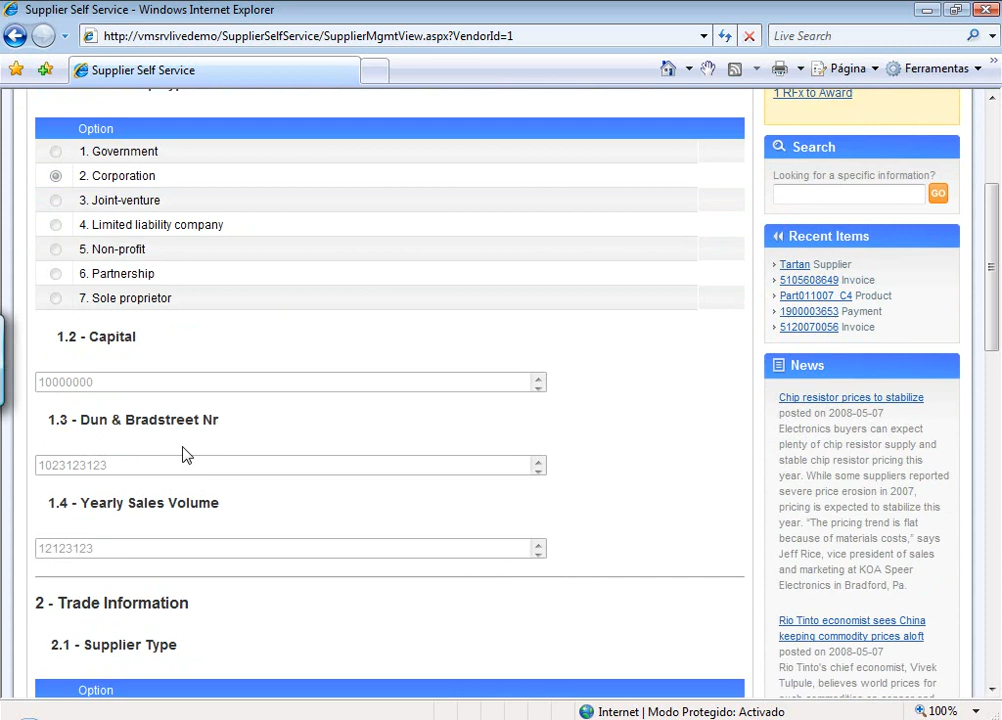 Supplier Self Service - Windows Internet Explorer
http://vmsrvlivedemo/SupplierSelfService/SupplierMgmtView.aspx?VendorId=1
Live Search
Supplier Self Service
Página
Ferramentas
1 RFx to Award
Option
1. Government
2. Corporation
3. Joint-venture
4. Limited liability company
5. Non-profit
6. Partnership
7. Sole proprietor
1.2 - Capital
10000000
1.3 - Dun & Bradstreet Nr
1023123123
1.4 - Yearly Sales Volume
12123123
2 - Trade Information
2.1 - Supplier Type
Option
Search
Looking for a specific information?
GO
Recent Items
Tartan Supplier
5105608649 Invoice
Part011007_C4 Product
1900003653 Payment
5120070056 Invoice
News
Chip resistor prices to stabilize
posted on 2008-05-07
Electronics buyers can expect
plenty of chip resistor supply and
stable chip resistor pricing this
year. While some suppliers reported
severe price erosion in 2007,
pricing is expected to stabilize this
year. "The pricing trend is flat
because of materials costs," says
Jeff Rice, vice president of sales
and marketing at KOA Speer
Electronics in Bradford, Pa.
Rio Tinto economist sees China
keeping commodity prices aloft
posted on 2008-05-07
Rio Tinto's chief economist, Vivek
Tulpule, believes world prices for
Internet | Modo Protegido: Activado
100%